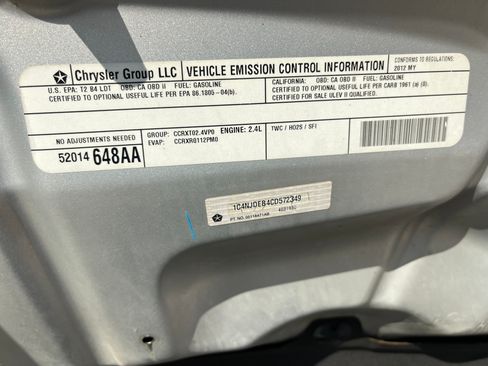 Chrysler Group LLC VEHICLE EMISSION CONTROL INFORMATION CONFORMS TO REGULATIONS:
2012 MY
U.S. EPA: T2 B4 LDT OBD: CA OBD II FUEL: GASOLINE
CERTIFIED TO OPTIONAL USEFUL LIFE PER EPA 86.1805-04(b).
CALIFORNIA: OBD: CA OBD II FUEL: GASOLINE
CERTIFIED TO OPTIONAL USEFUL LIFE PER CARB 1961 (a) (8).
CERTIFIED FOR SALE ULEV II QUALIFIED.
NO ADJUSTMENTS NEEDED
52014 648AA
GROUP: CCRXT02.4VP0 ENGINE: 2.4L
EVAP: CCRXR0112PM0
TWC / HO2S / SFI
1C4NJDEB4CD572349
PT NO.